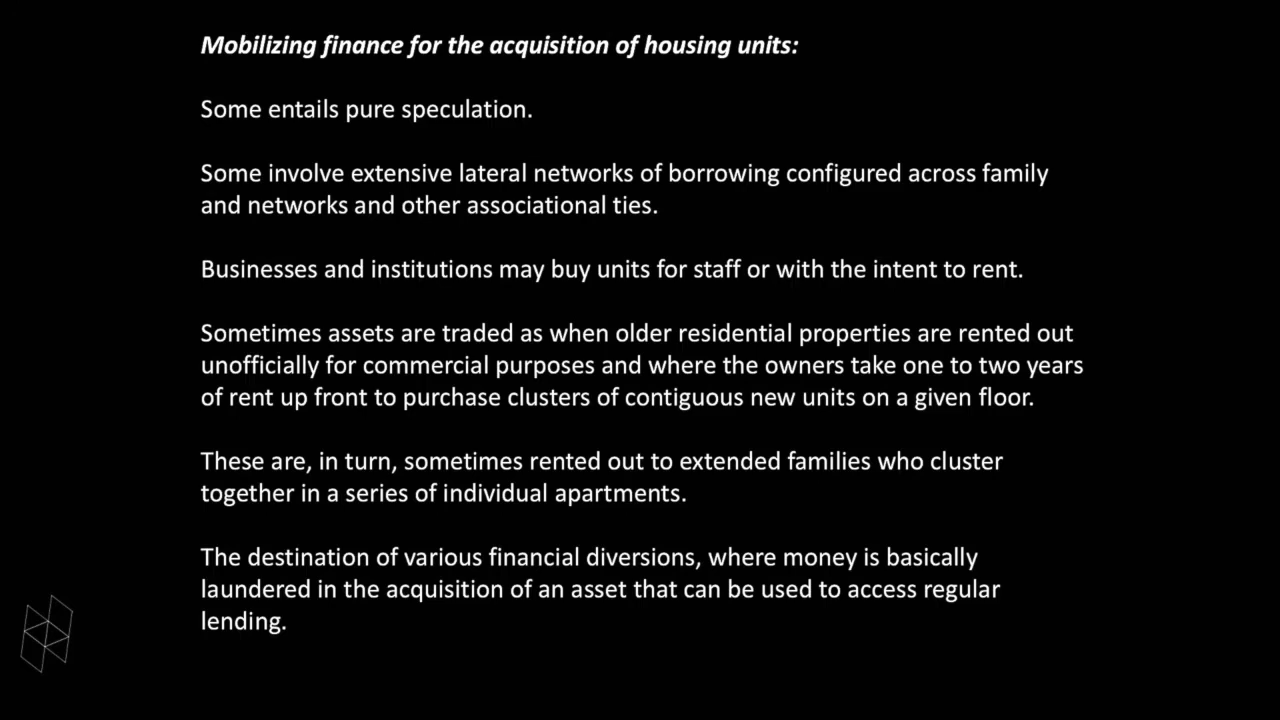 Mobilizing finance for the acquisition of housing units:
Some entails pure speculation.
Some involve extensive lateral networks of borrowing configured across family
and networks and other associational ties.
Businesses and institutions may buy units for staff or with the intent to rent.
Sometimes assets are traded as when older residential properties are rented out
unofficially for commercial purposes and where the owners take one to two years
of rent up front to purchase clusters of contiguous new units on a given floor.
These are, in turn, sometimes rented out to extended families who cluster
together in a series of individual apartments.
The destination of various financial diversions, where money is basically
laundered in the acquisition of an asset that can be used to access regular
lending.